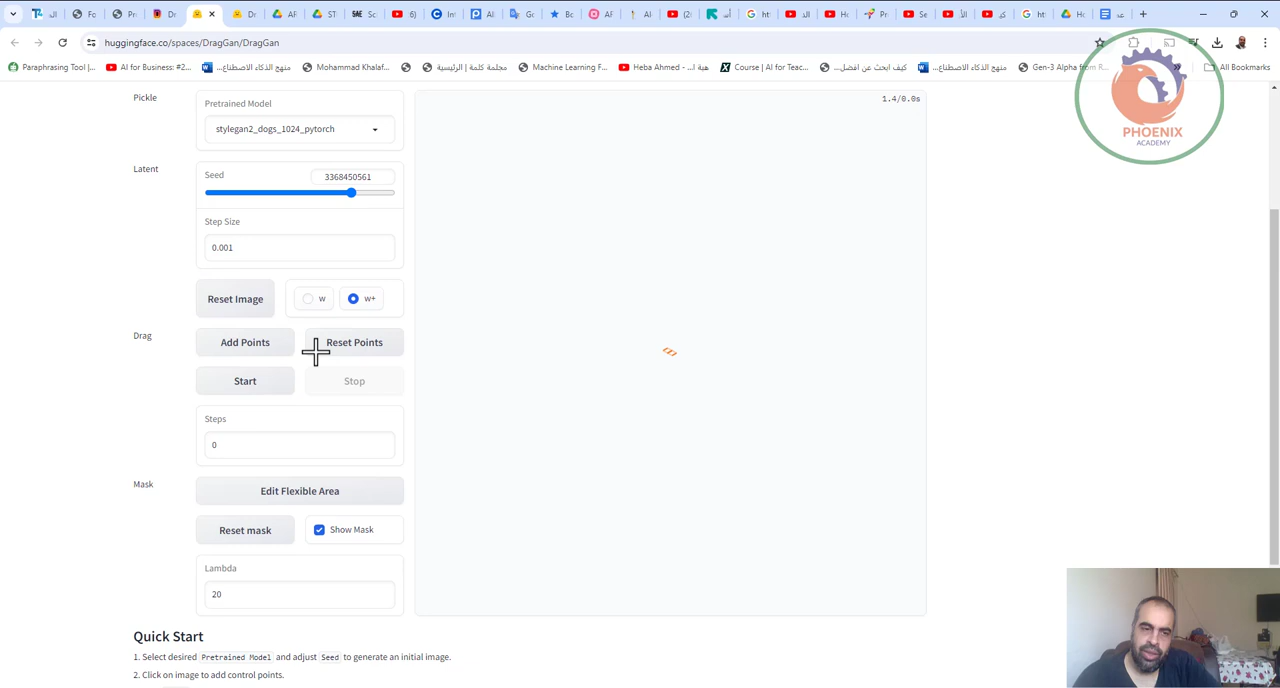 huggingface.co/spaces/DragGan/DragGan
Paraphrasing Tool |...
AI for Business: #2...
منهج الذكاء الاصطناع...
Mohammad Khalaf...
مجلمة كلمة | الرئيسية
Machine Learning F...
Heba Ahmed - هبة ا...
Course | AI for Teac...
كيف ابحث عن افضل...
منهج الذكاء الاصطناع...
Gen-3 Alpha from R...
All Bookmarks
PHOENIX
ACADEMY
Pickle
Pretrained Model
stylegan2_dogs_1024_pytorch
1.4/0.0s
Latent
Seed
3368450561
Step Size
0.001
Reset Image
w
w+
Drag
Add Points
Reset Points
Start
Stop
Steps
0
Mask
Edit Flexible Area
Reset mask
Show Mask
Lambda
20
Quick Start
1. Select desired Pretrained Model and adjust Seed to generate an initial image.
2. Click on image to add control points.